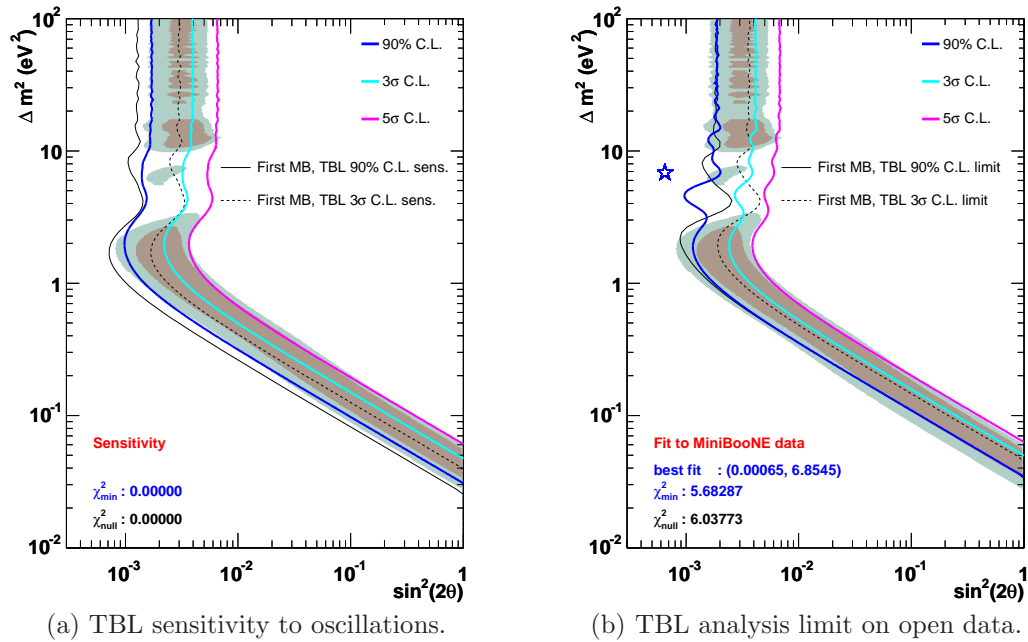 Δ m² (eV²)
10²
10
1
10⁻¹
10⁻²
90% C.L.
3σ C.L.
5σ C.L.
First MB, TBL 90% C.L. sens.
First MB, TBL 3σ C.L. sens.
Sensitivity
χ²min : 0.00000
χ²null : 0.00000
10⁻³ 10⁻² 10⁻¹ 1
sin²(2θ)
(a) TBL sensitivity to oscillations.
Δ m² (eV²)
10²
10
1
10⁻¹
10⁻²
90% C.L.
3σ C.L.
5σ C.L.
First MB, TBL 90% C.L. limit
First MB, TBL 3σ C.L. limit
Fit to MiniBooNE data
best fit : (0.00065, 6.8545)
χ²min : 5.68287
χ²null : 6.03773
10⁻³ 10⁻² 10⁻¹ 1
sin²(2θ)
(b) TBL analysis limit on open data.